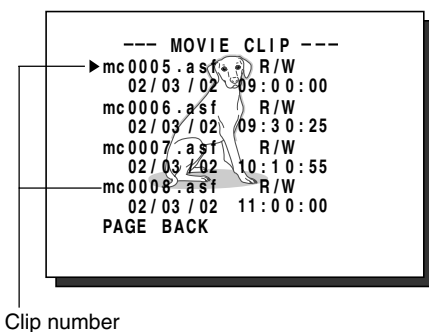 --- MOVIE CLIP ---
▶mc0005.asf R/W
02/03/02 09:00:00
mc0006.asf R/W
02/03/02 09:30:25
mc0007.asf R/W
02/03/02 10:10:55
mc0008.asf R/W
02/03/02 11:00:00
PAGE BACK
Clip number